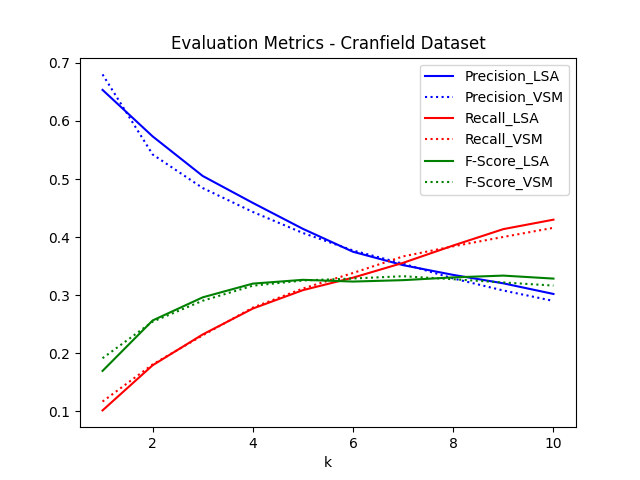 Evaluation Metrics - Cranfield Dataset
0.7
0.6
0.5
0.4
0.3
0.2
0.1
Precision_LSA
Precision_VSM
Recall_LSA
Recall_VSM
F-Score_LSA
F-Score_VSM
2 4 6 8 10
k